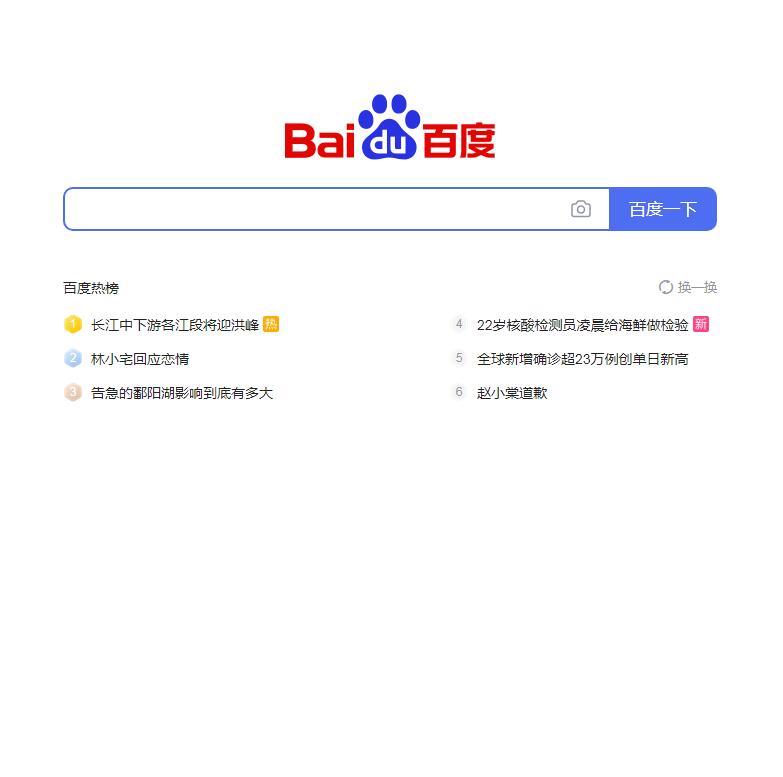 Bai du 百度
百度一下
百度热榜 换一换
1 长江中下游各江段将迎洪峰 热
2 林小宅回应恋情
3 告急的鄱阳湖影响到底有多大
4 22岁核酸检测员凌晨给海鲜做检验 新
5 全球新增确诊超23万例创单日新高
6 赵小棠道歉